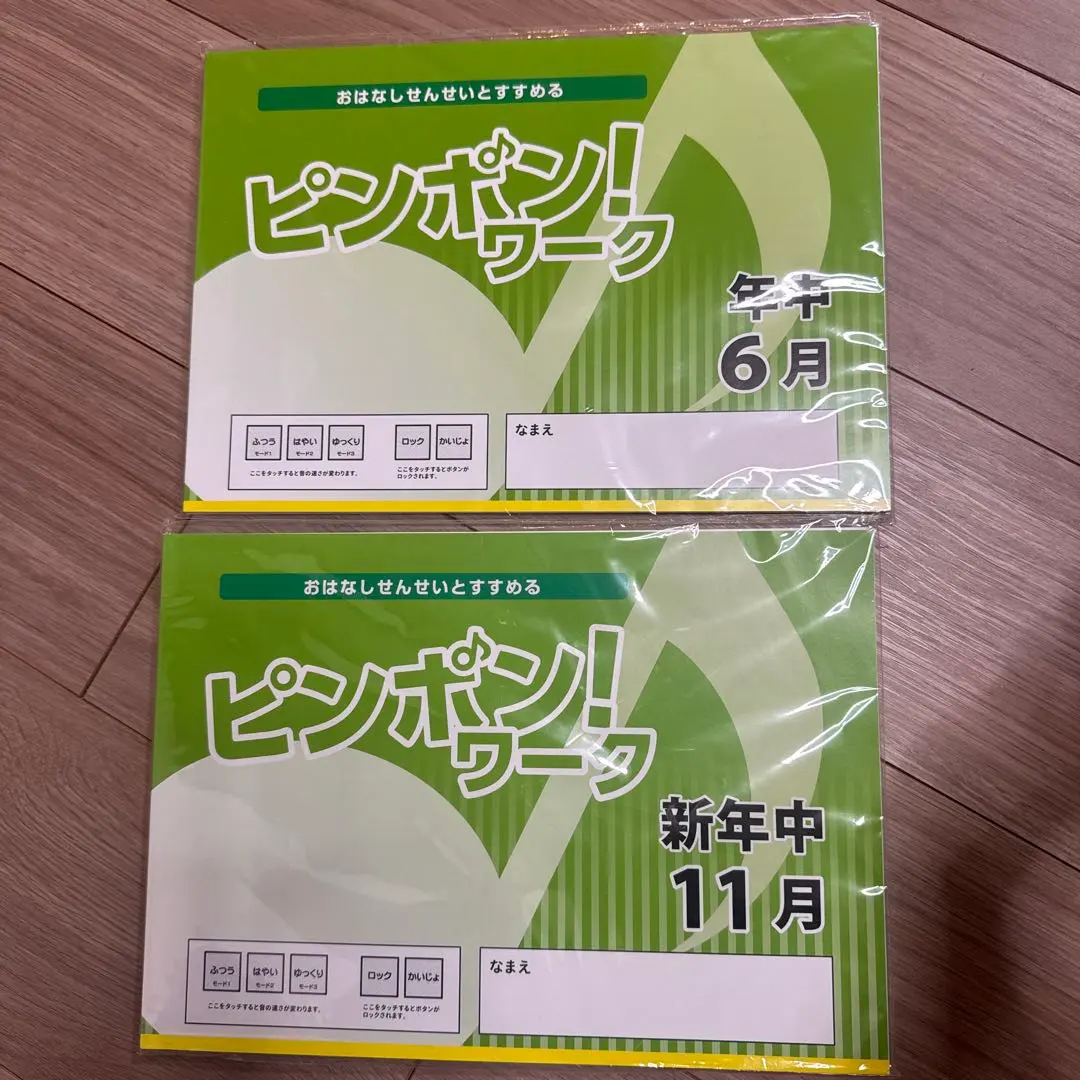 おはなしせんせいとすすめる
ピンポン!
ワーク
年中
6月
ふつう はやい ゆっくり ロック かいじょ
モード1 モード2 モード3
ここをタッチすると音の速さが変わります。
ここをタッチするとボタンが
ロックされます。
なまえ
おはなしせんせいとすすめる
ピンポン!
ワーク
新年中
11月
ふつう はやい ゆっくり ロック かいじょ
モード1 モード2 モード3
ここをタッチすると音の速さが変わります。
ここをタッチするとボタンが
ロックされます。
なまえ